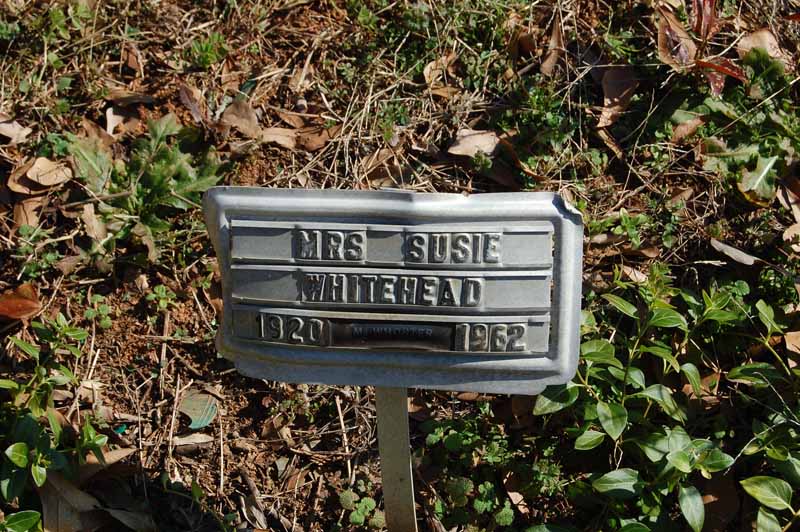 MRS SUSIE
WHITEHEAD
1920 McWHORTER 1962